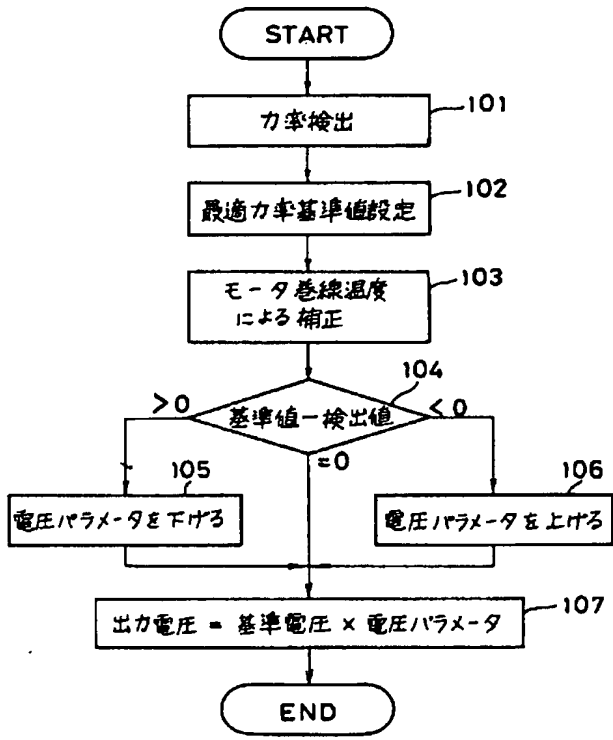 START
力率検出
101
最適力率基準値設定
102
モータ巻線温度
による補正
103
104
>0
基準値-検出値
<0
=0
105
電圧パラメータを下げる
106
電圧パラメータを上げる
出力電圧 = 基準電圧 × 電圧パラメータ
107
END